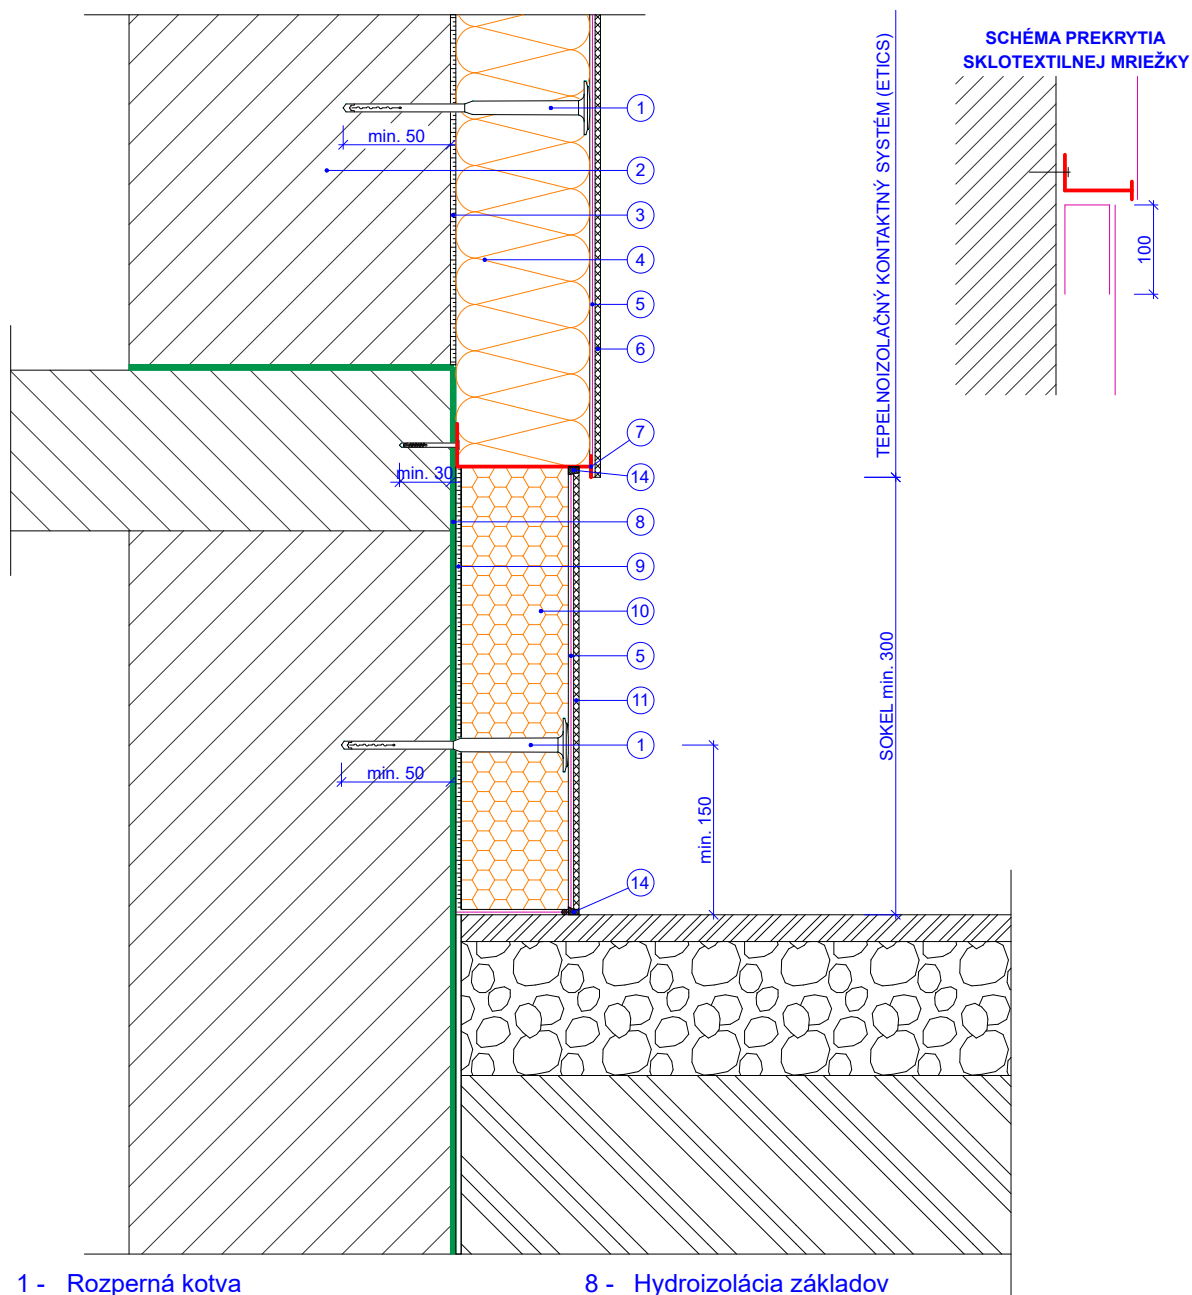 SCHÉMA PREKRYTIA
SKLOTEXTILNEJ MRIEŽKY
1
min. 50
2
3
4
5
6
7
14
min. 30
8
9
10
5
11
1
min. 50
14
TEPELNOIZOLAČNÝ KONTAKTNÝ SYSTÉM (ETICS)
SOKEL min. 300
min. 150
100
1 - Rozperná kotva
8 - Hydroizolácia základov